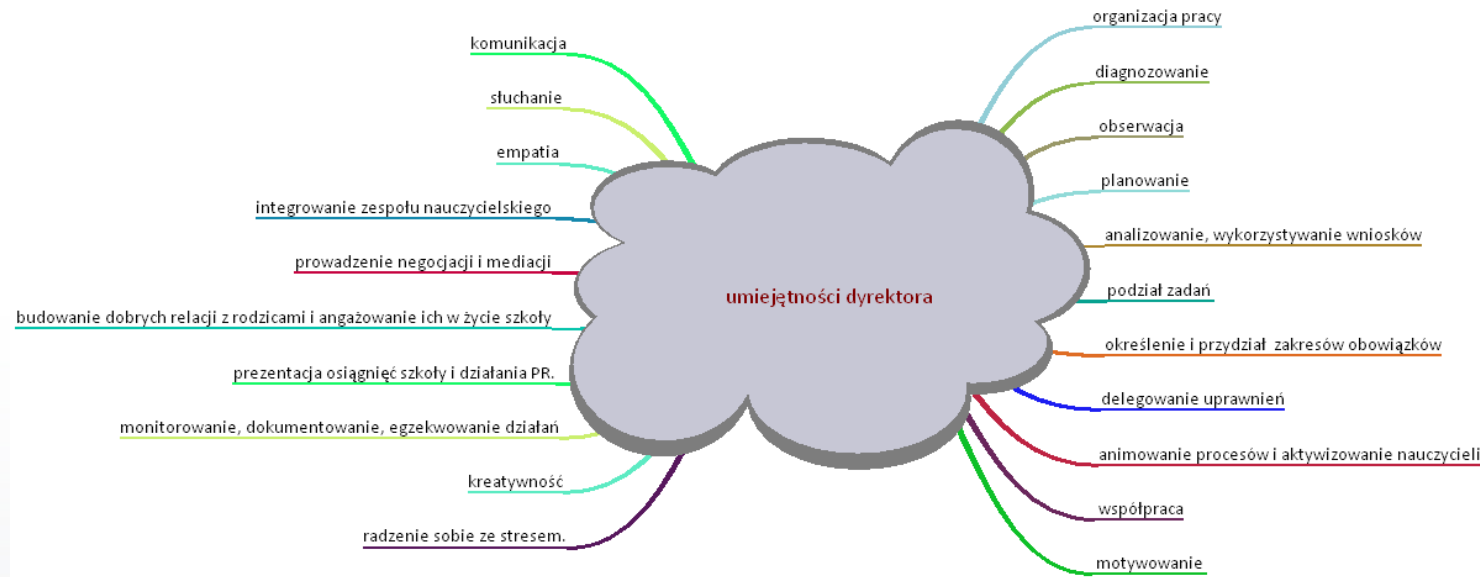 organizacja pracy
komunikacja
diagnozowanie
słuchanie
obserwacja
empatia
planowanie
integrowanie zespołu nauczycielskiego
analizowanie, wykorzystywanie wniosków
prowadzenie negocjacji i mediacji
podział zadań
umiejętności dyrektora
budowanie dobrych relacji z rodzicami i angażowanie ich w życie szkoły
określenie i przydział zakresów obowiązków
prezentacja osiągnięć szkoły i działania PR.
delegowanie uprawnień
monitorowanie, dokumentowanie, egzekwowanie działań
animowanie procesów i aktywizowanie nauczycieli
kreatywność
współpraca
radzenie sobie ze stresem.
motywowanie